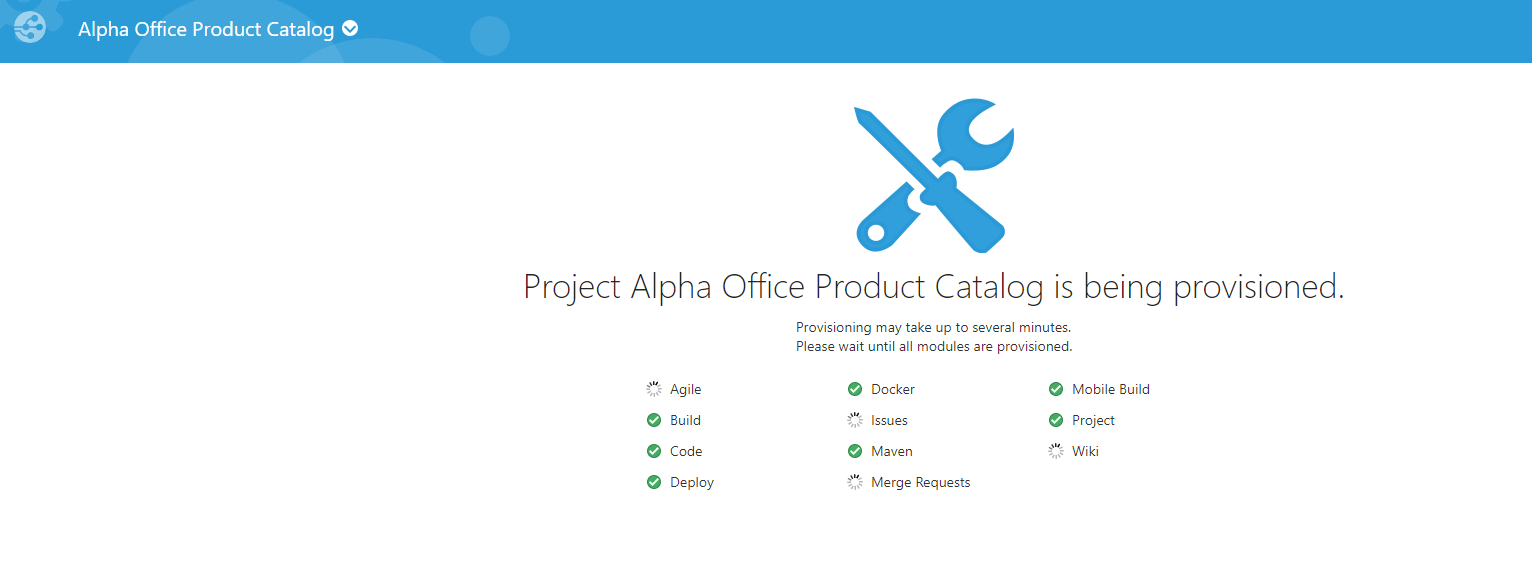 Alpha Office Product Catalog
Project Alpha Office Product Catalog is being provisioned.
Provisioning may take up to several minutes.
Please wait until all modules are provisioned.
Agile
Docker
Mobile Build
Build
Issues
Project
Code
Maven
Wiki
Deploy
Merge Requests